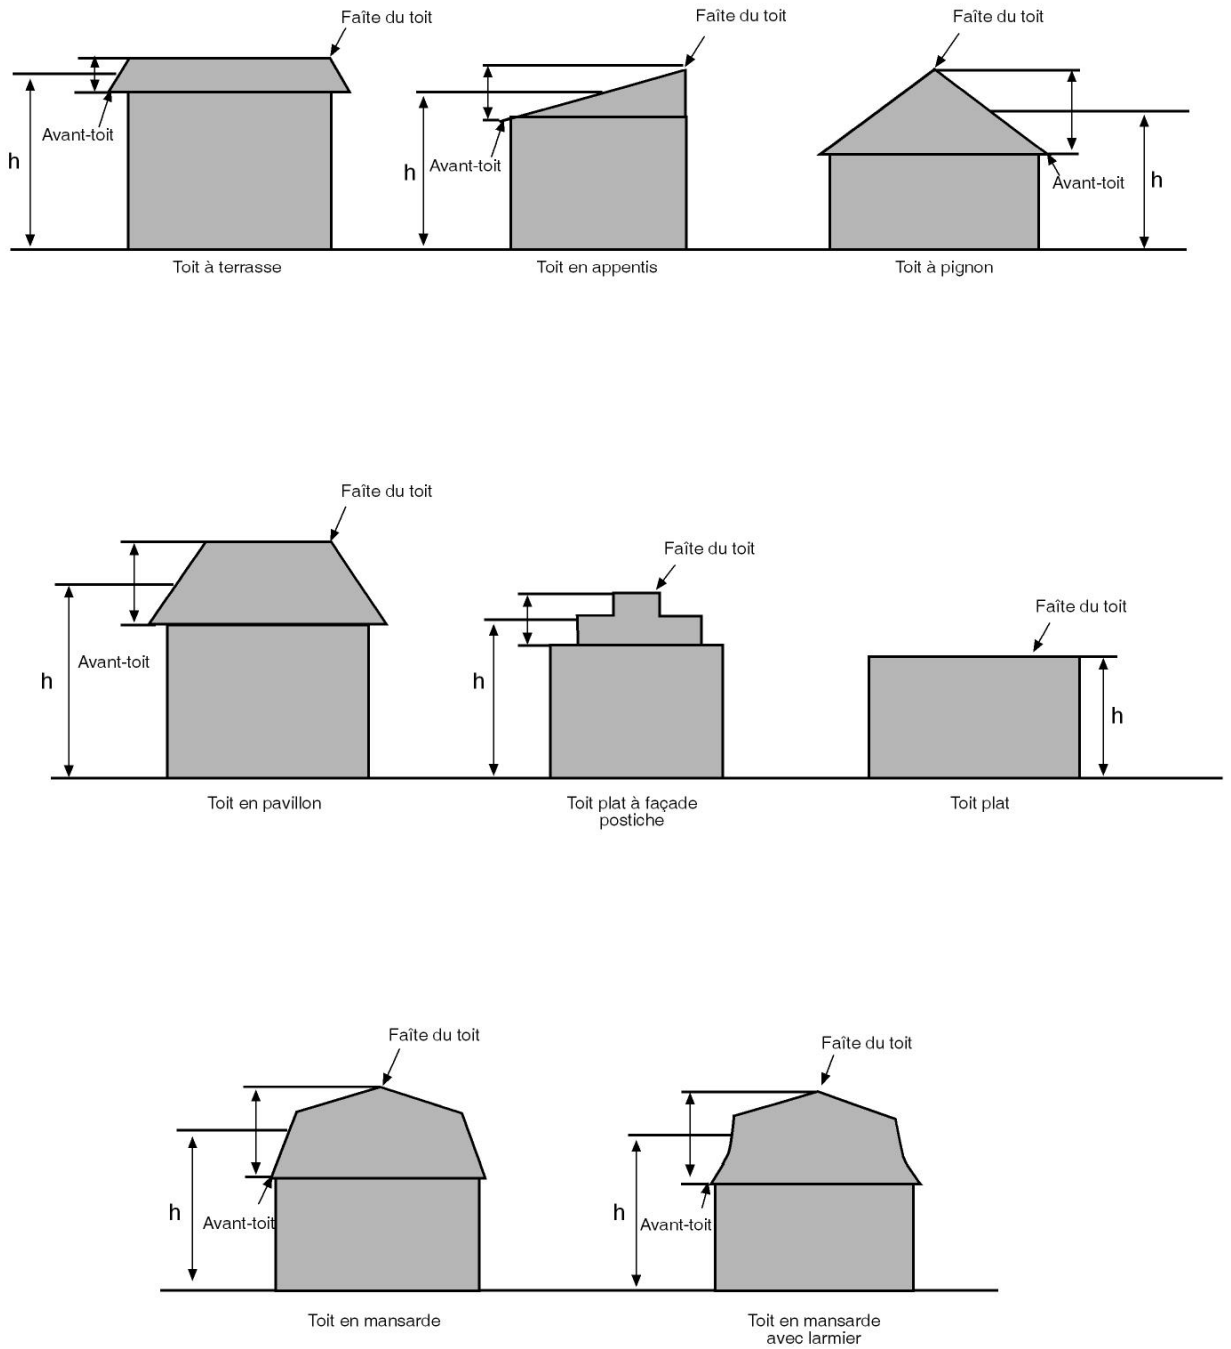 Faîte du toit
Faîte du toit
Faîte du toit
Avant-toit
Avant-toit
Avant-toit
h
h
h
Toit à terrasse
Toit en appentis
Toit à pignon
Faîte du toit
Faîte du toit
Faîte du toit
Avant-toit
h
h
h
Toit en pavillon
Toit plat à façade
postiche
Toit plat
Faîte du toit
Faîte du toit
h
Avant-toit
h
Avant-toit
Toit en mansarde
Toit en mansarde
avec larmier